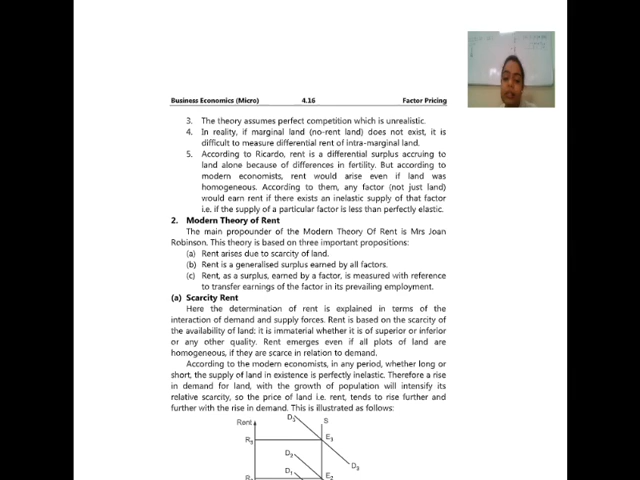 Business Economics (Micro) 4.16 Factor Pricing
3. The theory assumes perfect competition which is unrealistic.
4. In reality, if marginal land (no-rent land) does not exist, it is
difficult to measure differential rent of intra-marginal land.
5. According to Ricardo, rent is a differential surplus accruing to
land alone because of differences in fertility. But according to
modern economists, rent would arise even if land was
homogeneous. According to them, any factor (not just land)
would earn rent if there exists an inelastic supply of that factor
i.e. if the supply of a particular factor is less than perfectly elastic.
2. Modern Theory of Rent
The main propounder of the Modern Theory Of Rent is Mrs Joan
Robinson. This theory is based on three important propositions:
(a) Rent arises due to scarcity of land.
(b) Rent is a generalised surplus earned by all factors.
(c) Rent, as a surplus, earned by a factor, is measured with reference
to transfer earnings of the factor in its prevailing employment.
(a) Scarcity Rent
Here the determination of rent is explained in terms of the
interaction of demand and supply forces. Rent is based on the scarcity
of the availability of land; it is immaterial whether it is of superior or inferior
or any other quality. Rent emerges even if all plots of land are
homogeneous, if they are scarce in relation to demand.
According to the modern economists, in any period, whether long or
short, the supply of land in existence is perfectly inelastic. Therefore a rise
in demand for land, with the growth of population will intensify its
relative scarcity, so the price of land i.e. rent, tends to rise further and
further with the rise in demand. This is illustrated as follows:
Rent D3 S
R3 E3
D2
D3
D1 E2